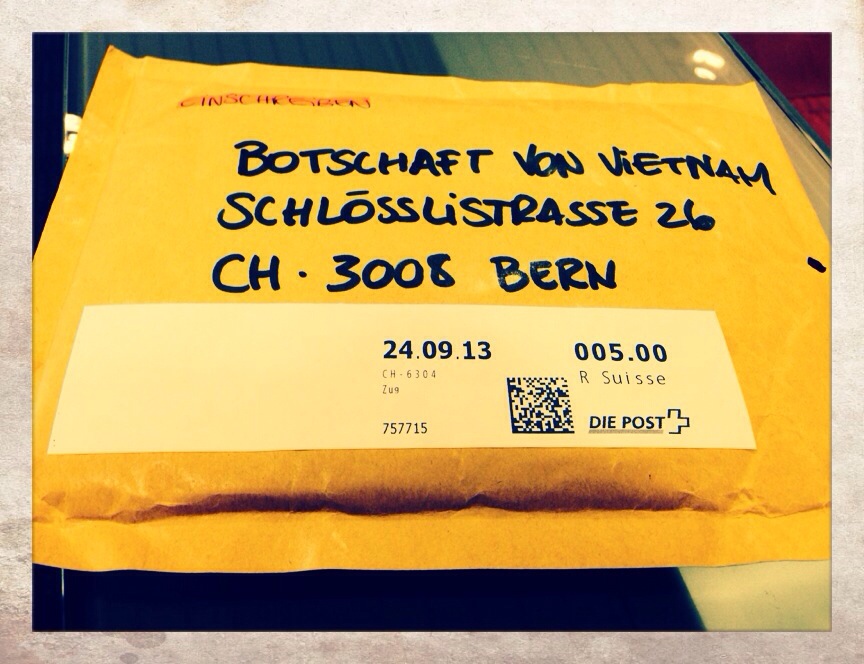 EINSCHREIBEN
BOTSCHAFT VON VIETNAM
SCHLÖSSLISTRASSE 26
CH · 3008 BERN
24.09.13 005.00
CH-6304 R Suisse
Zug
757715 DIE POST